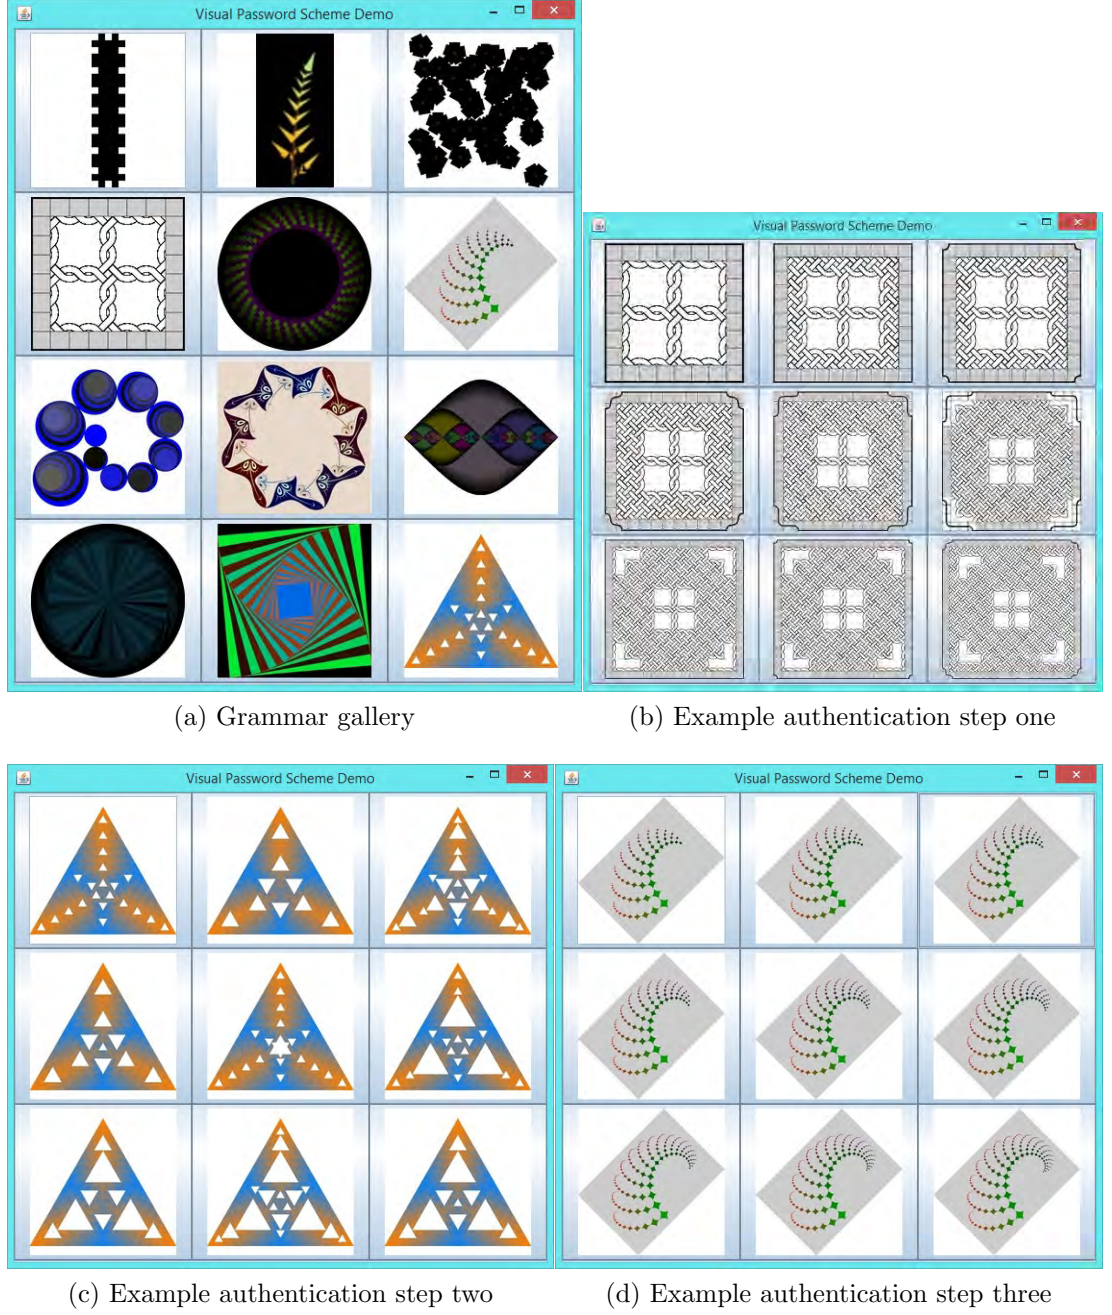 Visual Password Scheme Demo
Visual Password Scheme Demo
(a) Grammar gallery
(b) Example authentication step one
Visual Password Scheme Demo
Visual Password Scheme Demo
(c) Example authentication step two
(d) Example authentication step three